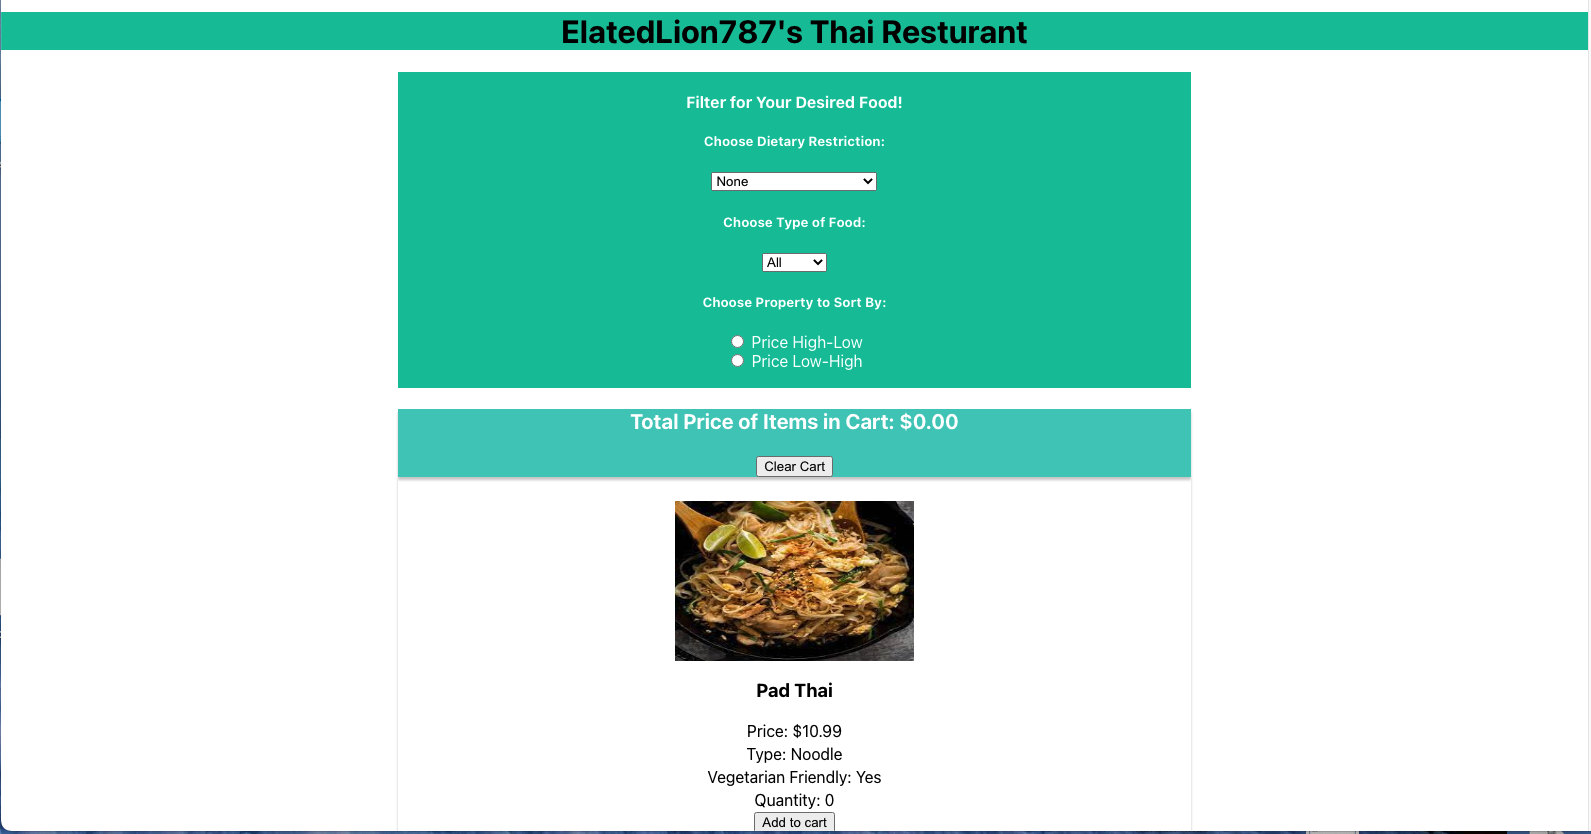 ElatedLion787's Thai Resturant
Filter for Your Desired Food!
Choose Dietary Restriction:
None
Choose Type of Food:
All
Choose Property to Sort By:
Price High-Low
Price Low-High
Total Price of Items in Cart: $0.00
Clear Cart
Pad Thai
Price: $10.99
Type: Noodle
Vegetarian Friendly: Yes
Quantity: 0
Add to cart